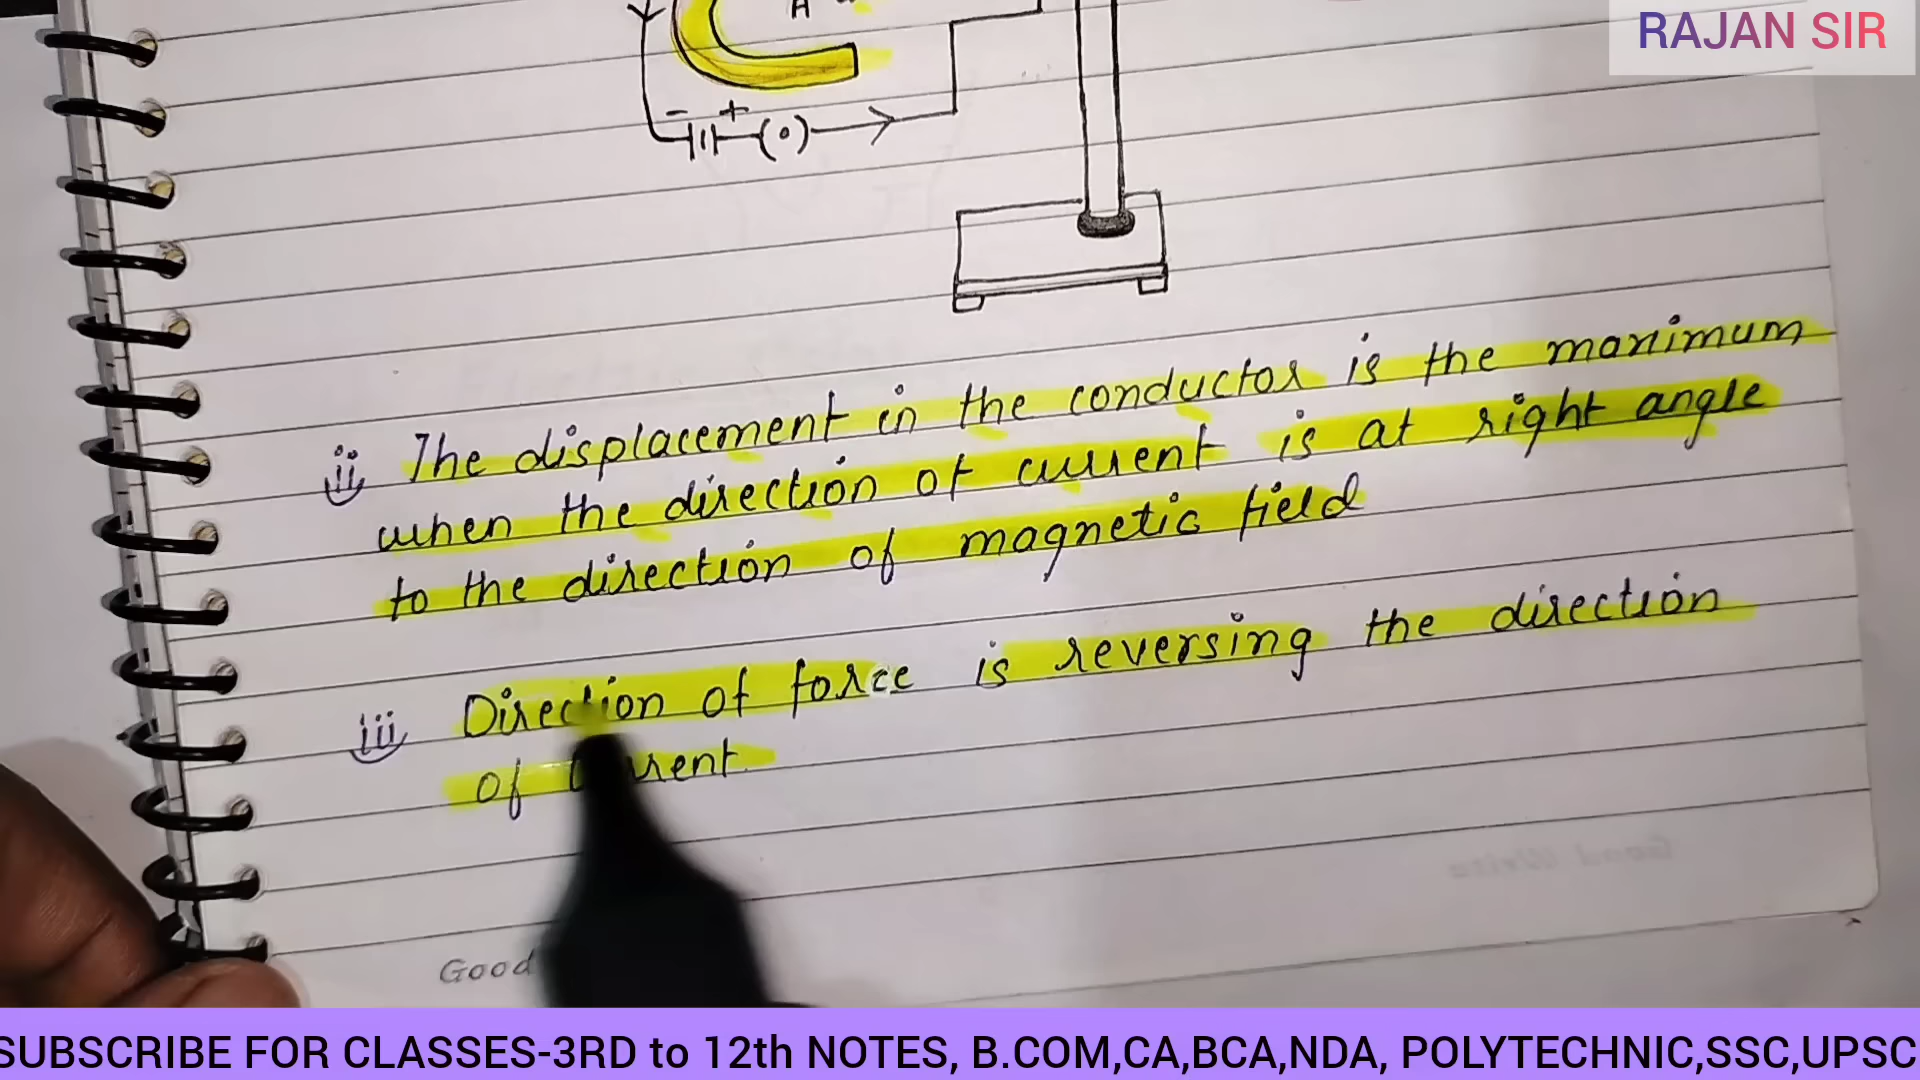 RAJAN SIR
A
- +
ii The displacement in the conductor is the maximum
when the direction of current is at right angle
to the direction of magnetic field
iii Direction of force is reversing the direction
of current
Good
SUBSCRIBE FOR CLASSES-3RD to 12th NOTES, B.COM,CA,BCA,NDA, POLYTECHNIC,SSC,UPSC